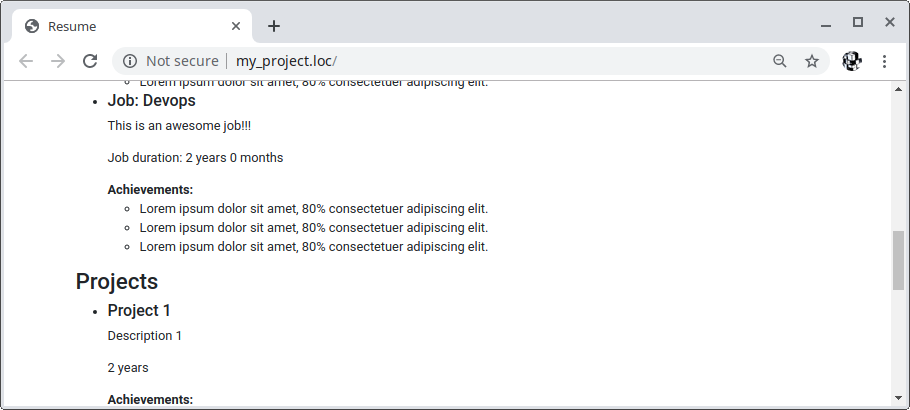 Resume
Not secure | my_project.loc/
Lorem ipsum dolor sit amet, 80% consectetuer adipiscing elit.
Job: Devops
This is an awesome job!!!
Job duration: 2 years 0 months
Achievements:
Lorem ipsum dolor sit amet, 80% consectetuer adipiscing elit.
Lorem ipsum dolor sit amet, 80% consectetuer adipiscing elit.
Lorem ipsum dolor sit amet, 80% consectetuer adipiscing elit.
Projects
Project 1
Description 1
2 years
Achievements: